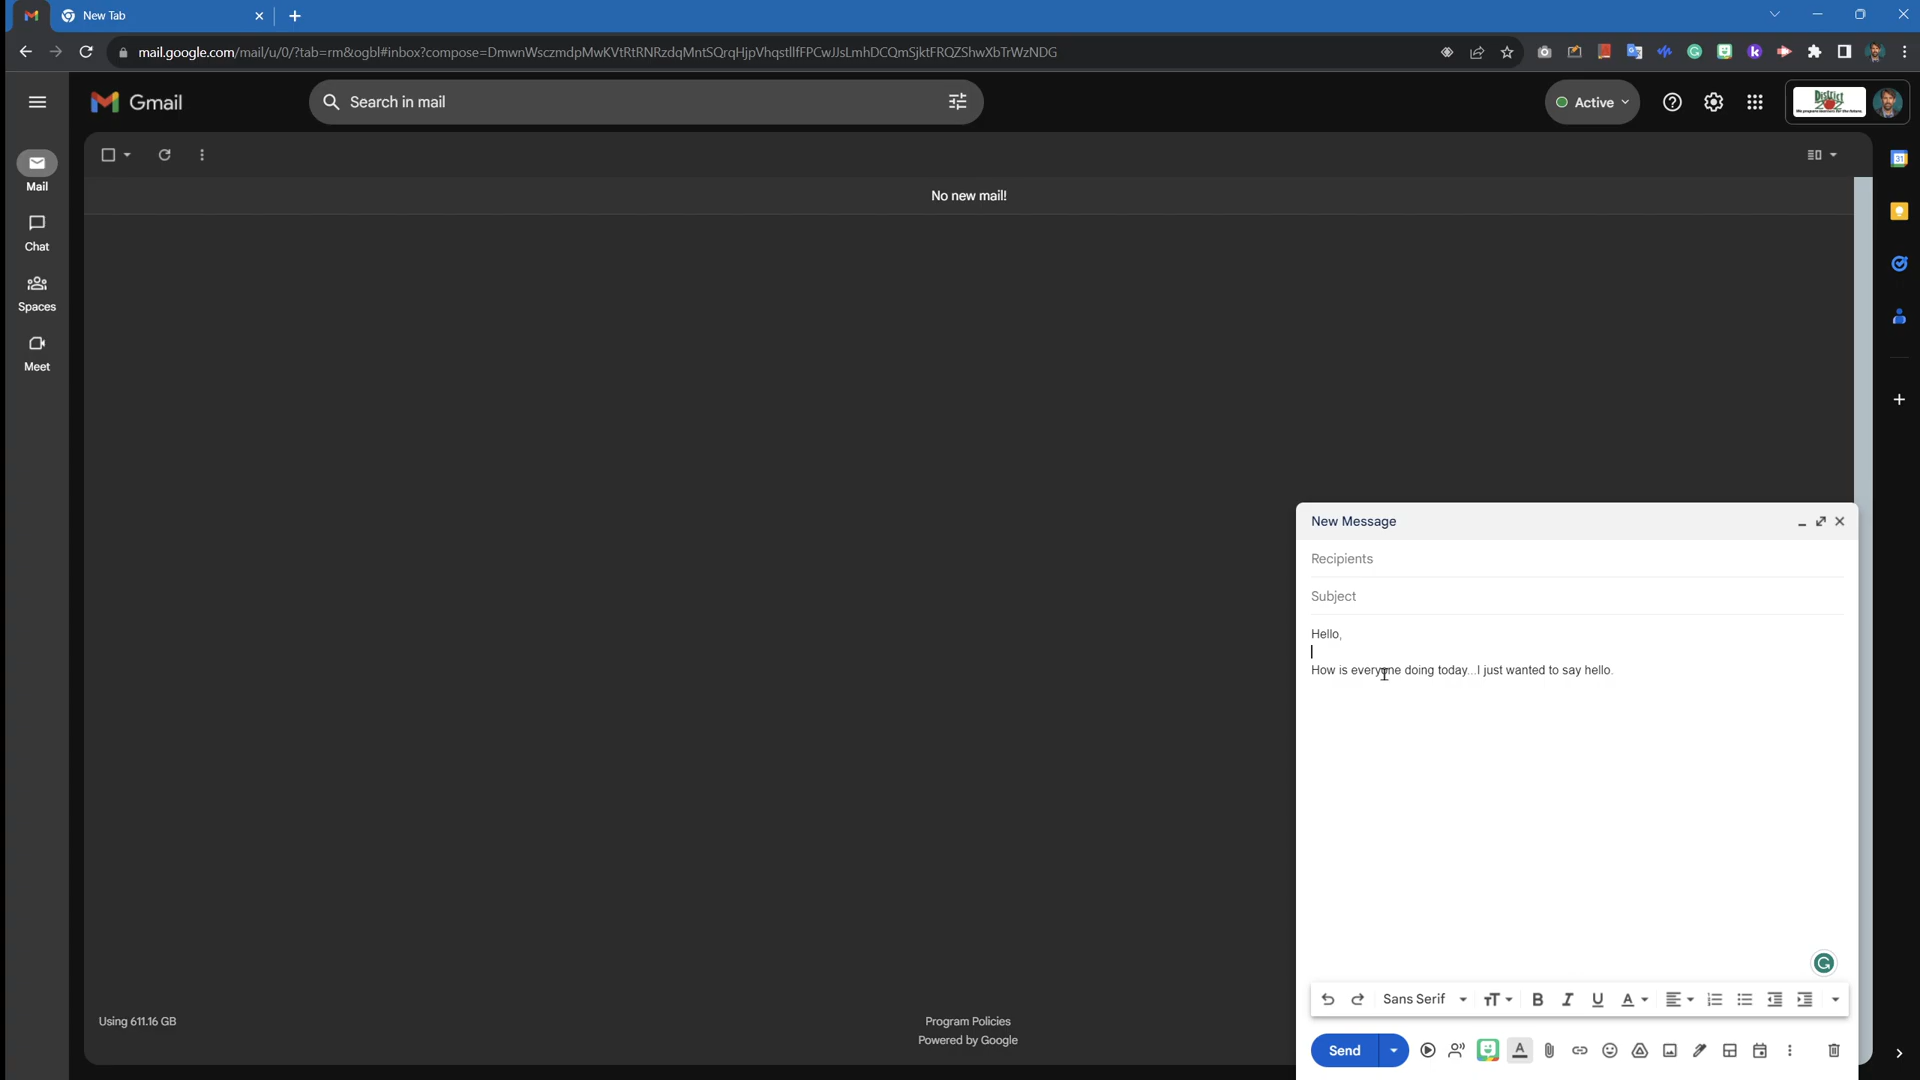 New Tab
mail.google.com/mail/u/0/?tab=rm&ogbl#inbox?compose=DmwnWsczmdpMwKVtRtRNRzdqMntSQrqHjpVhqstllfFPCwJJsLmhDCQmSjktFRQZShwXbTrWzNDG
Gmail
Search in mail
Active
District
202
Mail
No new mail!
Chat
Spaces
Meet
New Message
Recipients
Subject
Hello,
How is everyone doing today...I just wanted to say hello.
Sans Serif
Using 611.16 GB
Program Policies
Powered by Google
Send